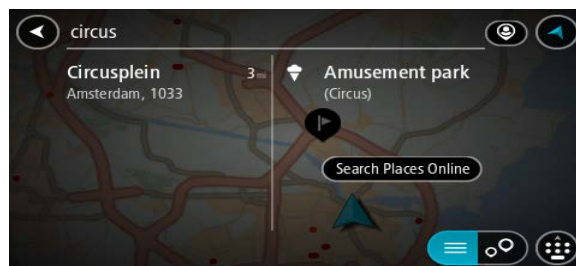 circus
Circusplein
3 mi
Amsterdam, 1033
Amusement park
(Circus)
Search Places Online